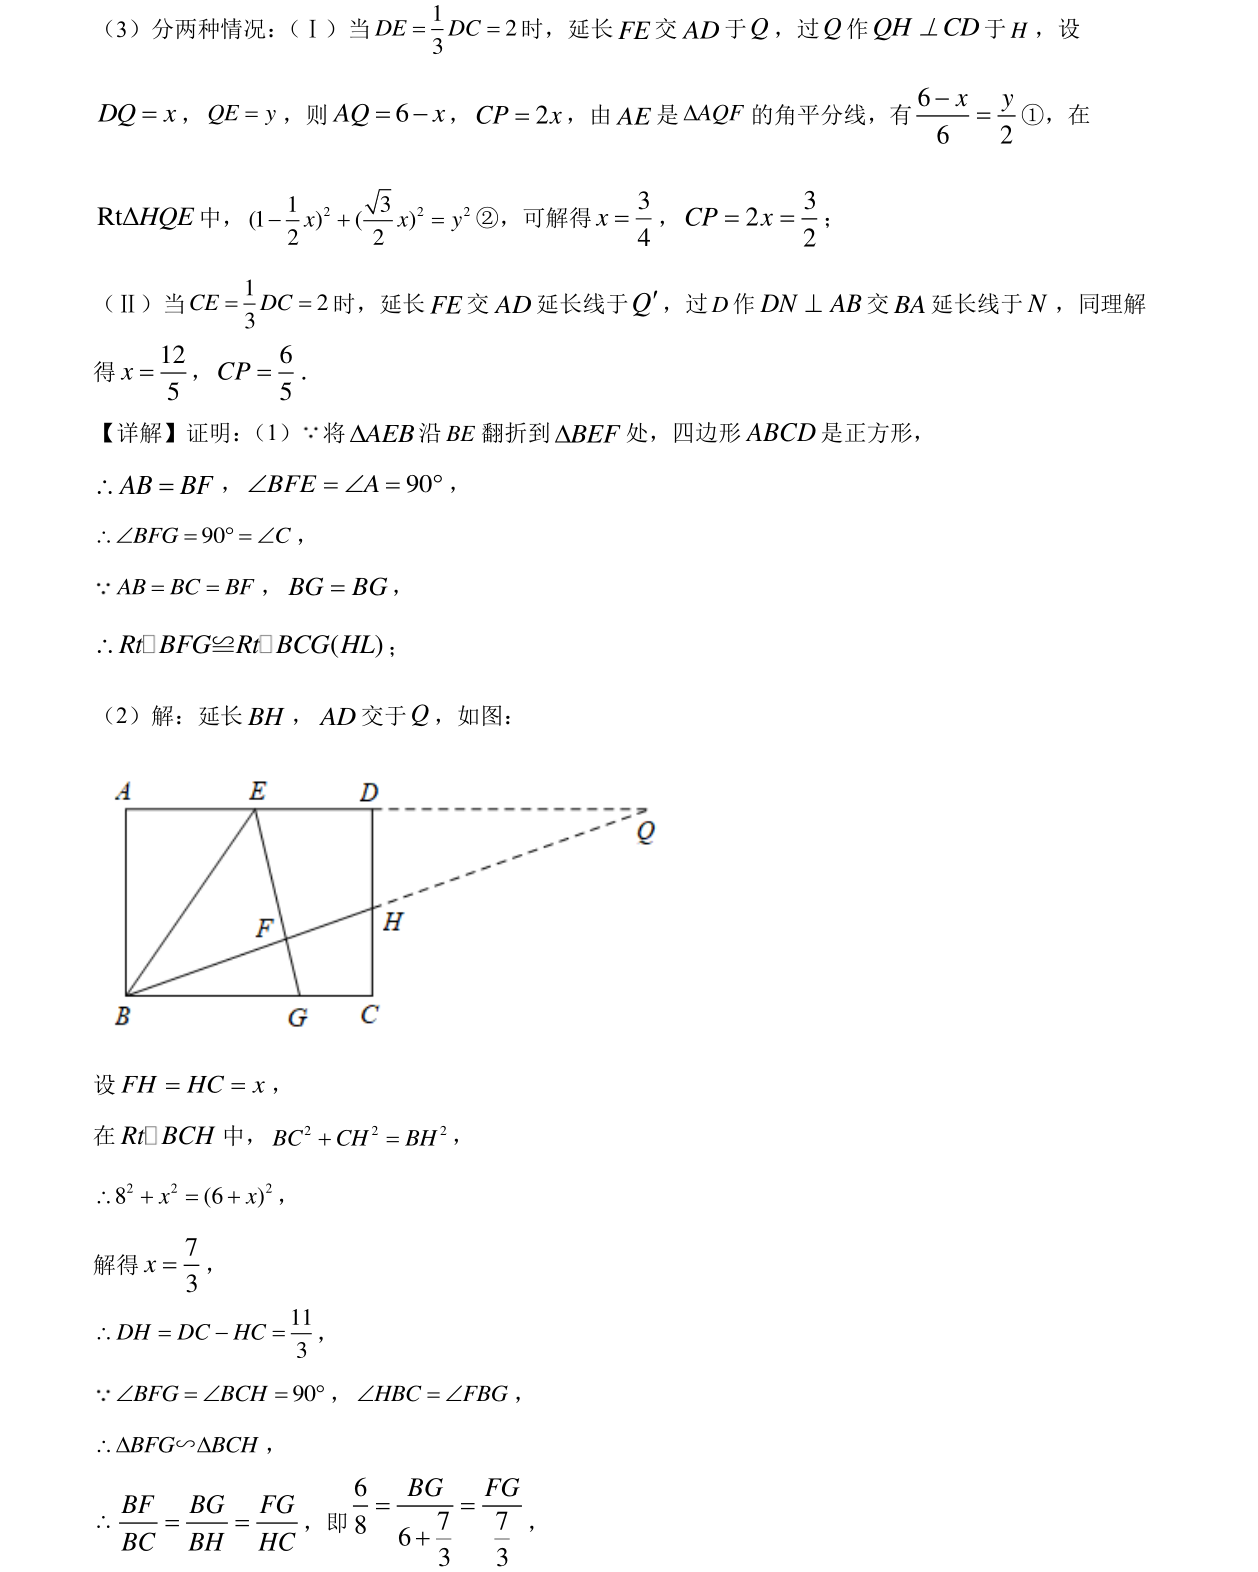 （3）分两种情况：（Ⅰ）当 DE = 1/3 DC = 2 时，延长 FE 交 AD 于 Q，过 Q 作 QH ⊥ CD 于 H，设
DQ = x，QE = y，则 AQ = 6 − x，CP = 2x，由 AE 是 ΔAQF 的角平分线，有 (6 − x)/6 = y/2 ①，在
RtΔHQE 中，(1 − 1/2 x)² + (√3/2 x)² = y² ②，可解得 x = 3/4，CP = 2x = 3/2；
（Ⅱ）当 CE = 1/3 DC = 2 时，延长 FE 交 AD 延长线于 Q′，过 D 作 DN ⊥ AB 交 BA 延长线于 N，同理解
得 x = 12/5，CP = 6/5．
【详解】证明：（1）∵将 ΔAEB 沿 BE 翻折到 ΔBEF 处，四边形 ABCD 是正方形，
∴ AB = BF，∠BFE = ∠A = 90°，
∴ ∠BFG = 90° = ∠C，
∵ AB = BC = BF，BG = BG，
∴ Rt□BFG≌Rt□BCG(HL)；
（2）解：延长 BH，AD 交于 Q，如图：
A E D
Q
F H
B G C
设 FH = HC = x，
在 Rt□BCH 中，BC² + CH² = BH²，
∴ 8² + x² = (6 + x)²，
解得 x = 7/3，
∴ DH = DC − HC = 11/3，
∵ ∠BFG = ∠BCH = 90°，∠HBC = ∠FBG，
∴ ΔBFG∽ΔBCH，
∴ BF/BC = BG/BH = FG/HC，即 6/8 = BG/(6 + 7/3) = FG/(7/3)，